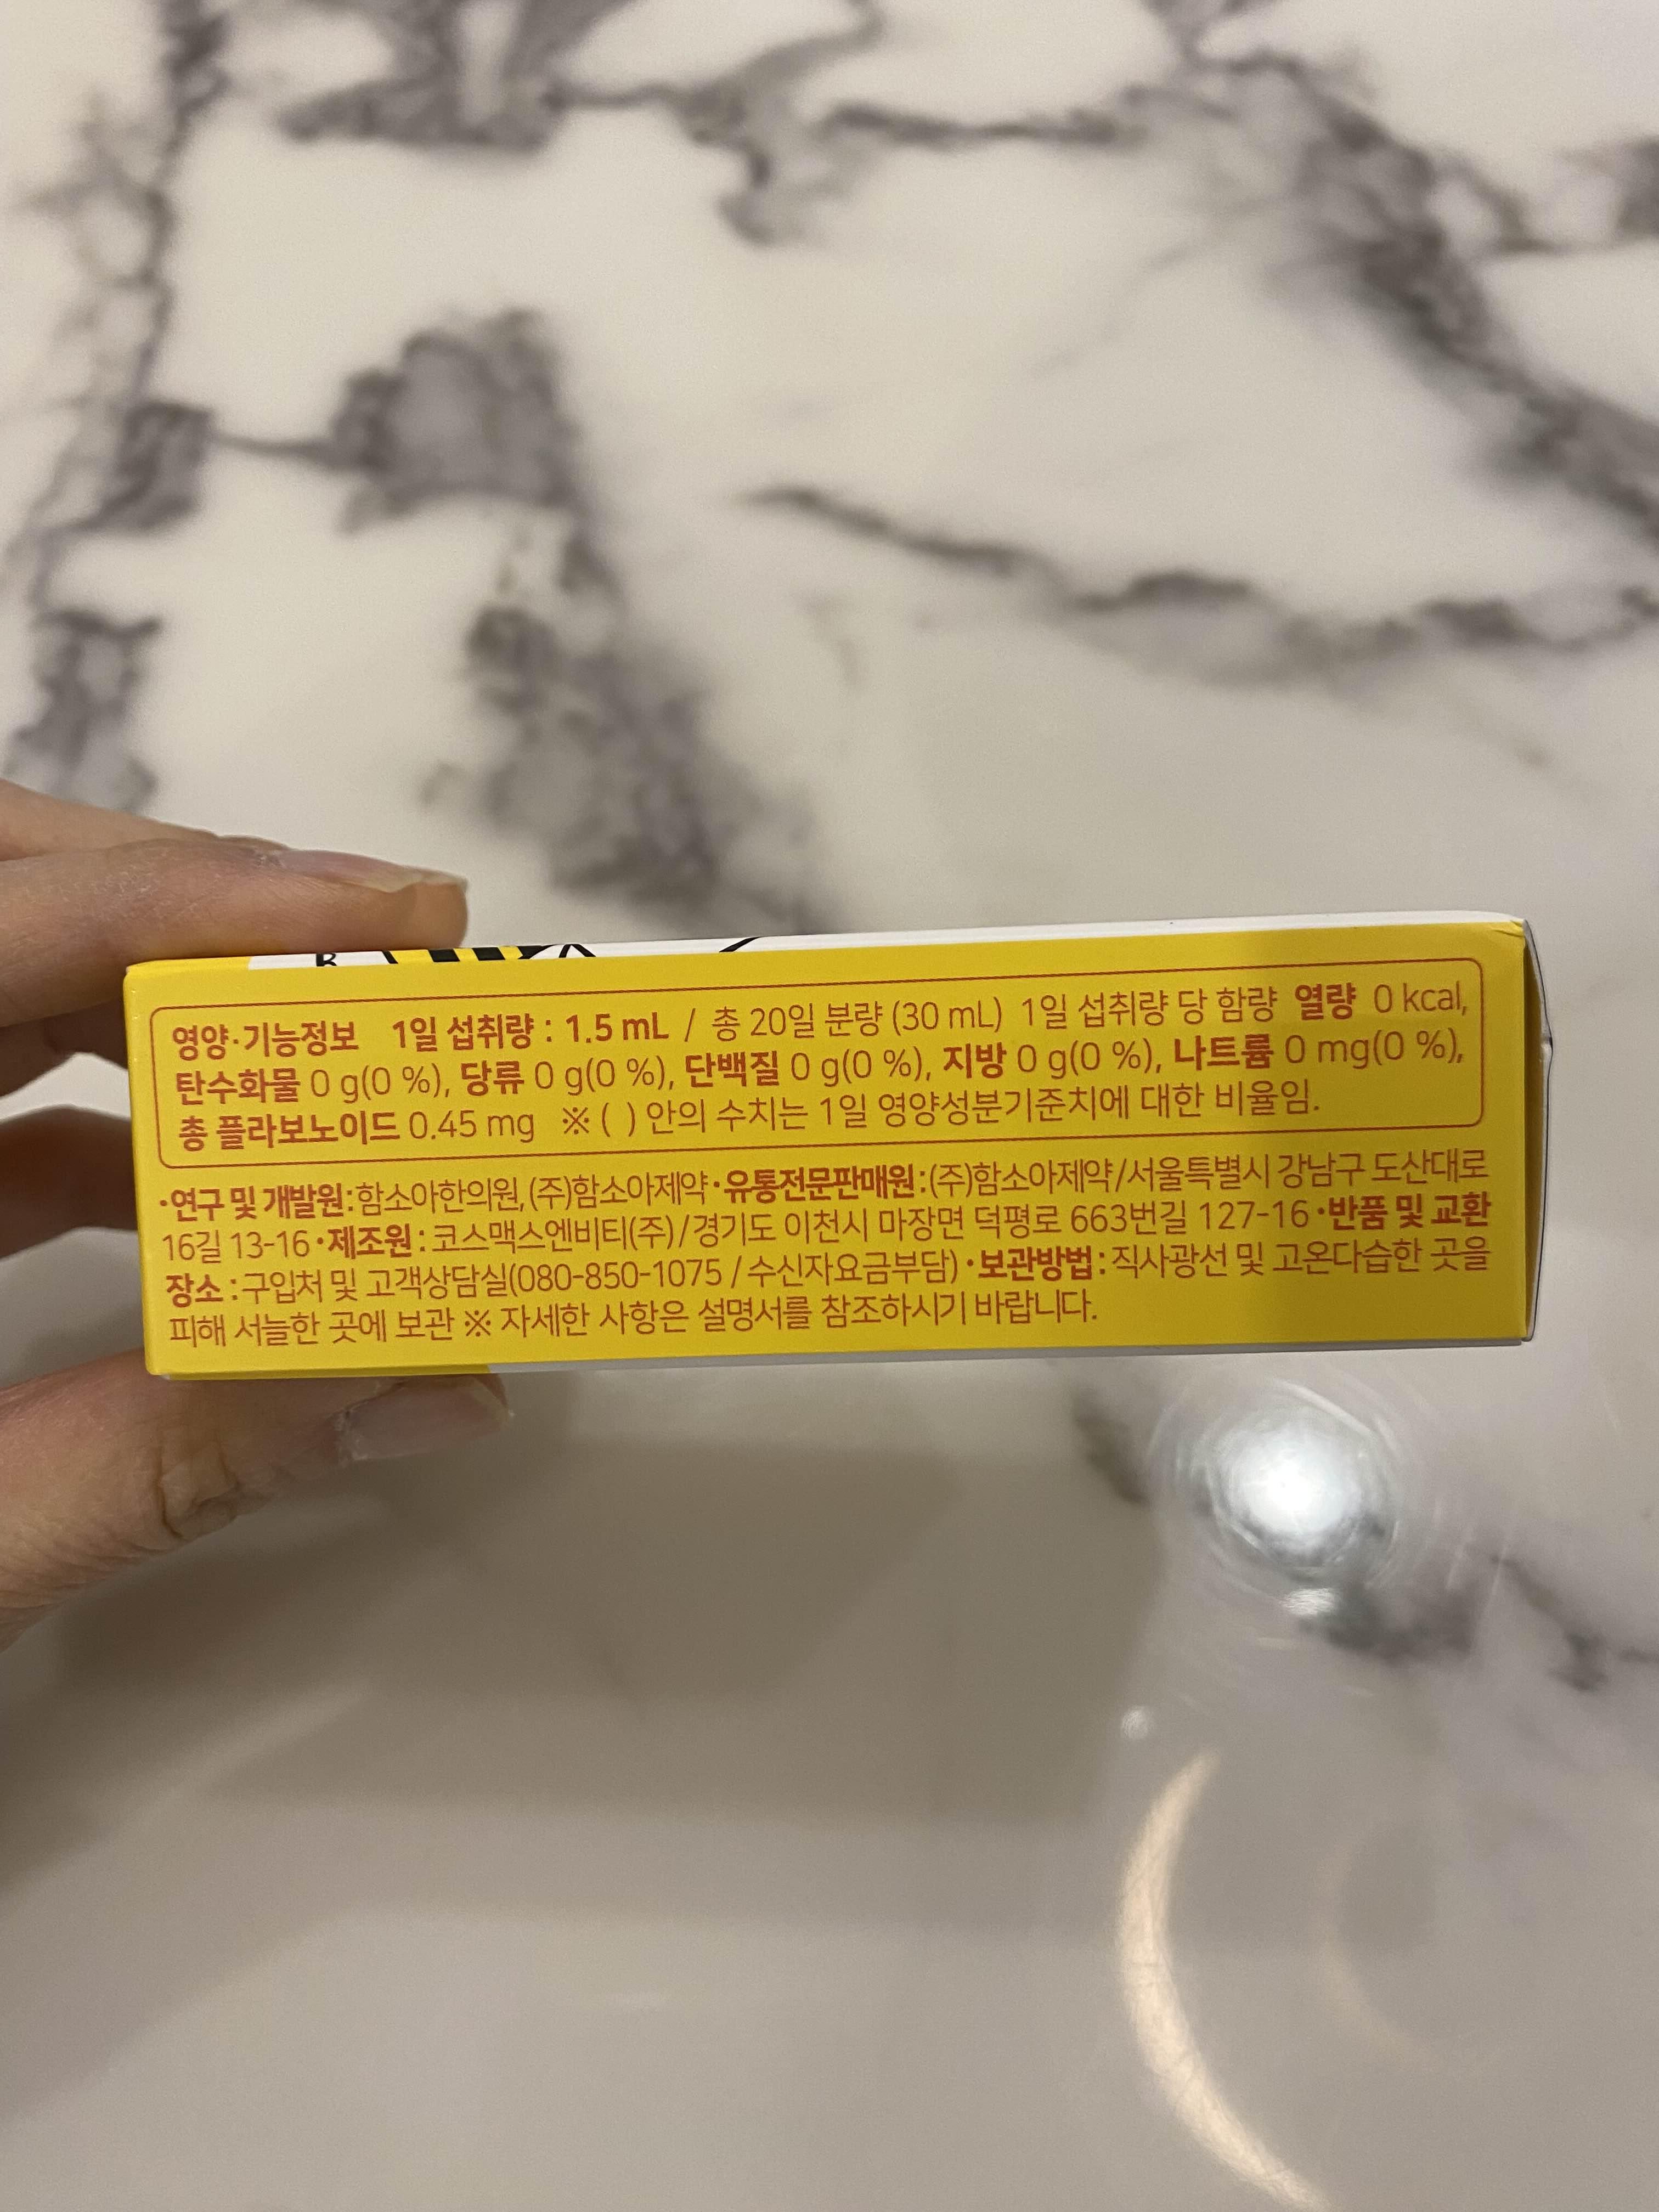 R
영양·기능정보 1일 섭취량 : 1.5 mL / 총 20일 분량 (30 mL) 1일 섭취량 당 함량 열량 0 kcal,
탄수화물 0 g(0 %), 당류 0 g(0 %), 단백질 0 g(0 %), 지방 0 g(0 %), 나트륨 0 mg(0 %),
총 플라보노이드 0.45 mg ※ ( ) 안의 수치는 1일 영양성분기준치에 대한 비율임.
·연구 및 개발원:함소아한의원, (주)함소아제약·유통전문판매원:(주)함소아제약/서울특별시 강남구 도산대로
16길 13-16·제조원:코스맥스엔비티(주)/경기도 이천시 마장면 덕평로 663번길 127-16·반품 및 교환
장소:구입처 및 고객상담실(080-850-1075 / 수신자요금부담)·보관방법:직사광선 및 고온다습한 곳을
피해 서늘한 곳에 보관 ※ 자세한 사항은 설명서를 참조하시기 바랍니다.